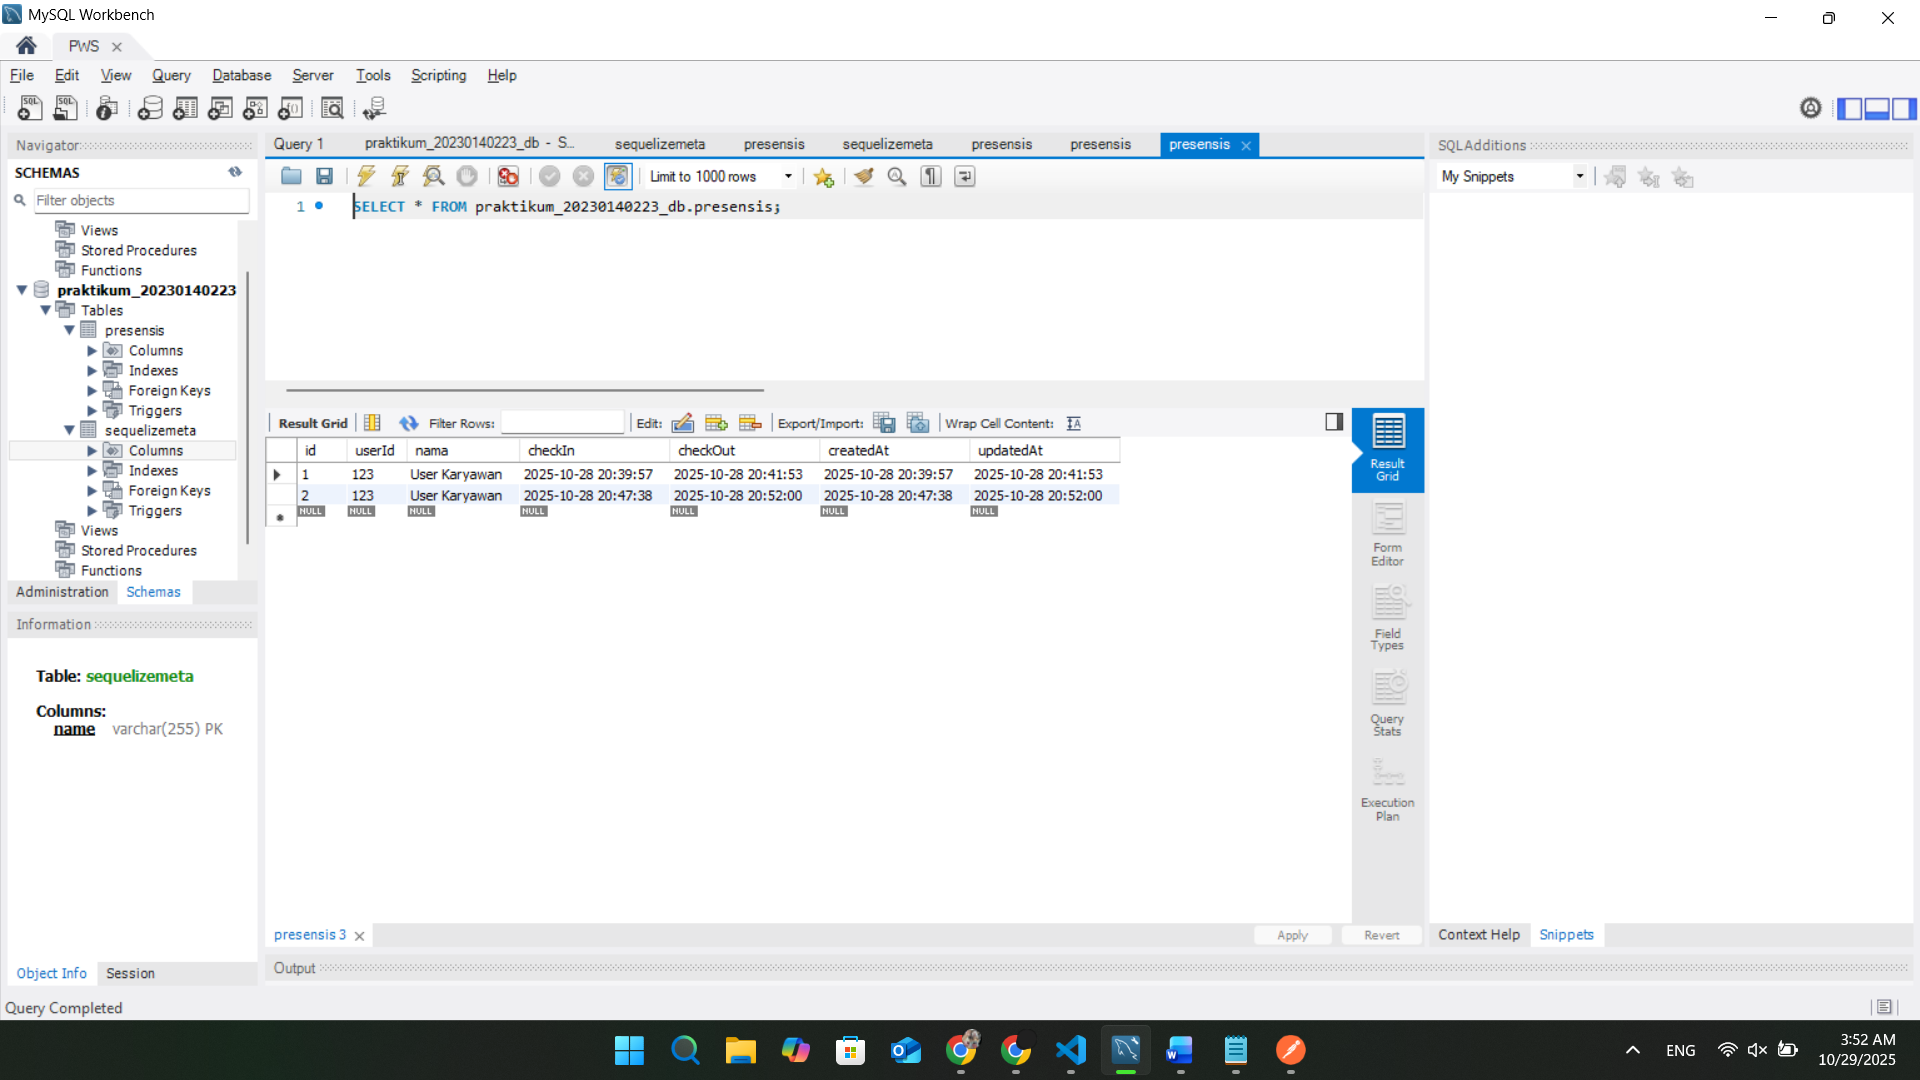 MySQL Workbench
PWS
File Edit View Query Database Server Tools Scripting Help
Navigator
SCHEMAS
Filter objects
Views
Stored Procedures
Functions
praktikum_20230140223
Tables
presensis
Columns
Indexes
Foreign Keys
Triggers
sequelizemeta
Columns
Indexes
Foreign Keys
Triggers
Views
Stored Procedures
Functions
Administration Schemas
Information
Table: sequelizemeta
Columns:
name varchar(255) PK
Object Info Session
Query 1 praktikum_20230140223_db - S... sequelizemeta presensis sequelizemeta presensis presensis presensis
Limit to 1000 rows
1 SELECT * FROM praktikum_20230140223_db.presensis;
Result Grid Filter Rows: Edit: Export/Import: Wrap Cell Content:
id userId nama checkIn checkOut createdAt updatedAt
1 123 User Karyawan 2025-10-28 20:39:57 2025-10-28 20:41:53 2025-10-28 20:39:57 2025-10-28 20:41:53
2 123 User Karyawan 2025-10-28 20:47:38 2025-10-28 20:52:00 2025-10-28 20:47:38 2025-10-28 20:52:00
NULL NULL NULL NULL NULL NULL NULL
Result
Grid
Form
Editor
Field
Types
Query
Stats
Execution
Plan
presensis 3
Apply Revert
Output
SQLAdditions
My Snippets
Context Help Snippets
Query Completed
ENG
3:52 AM
10/29/2025